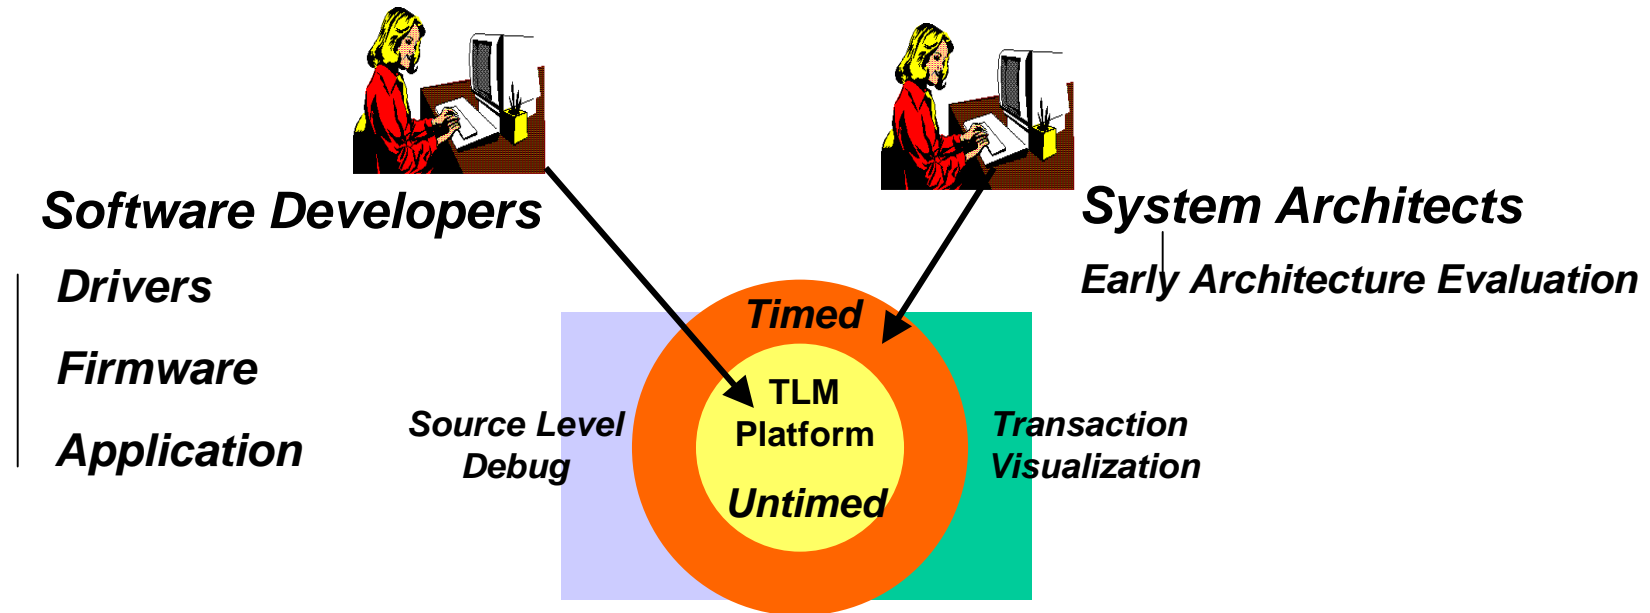 Software Developers
Drivers
Firmware
Application
System Architects
Early Architecture Evaluation
Timed
TLM
Platform
Untimed
Source Level
Debug
Transaction
Visualization